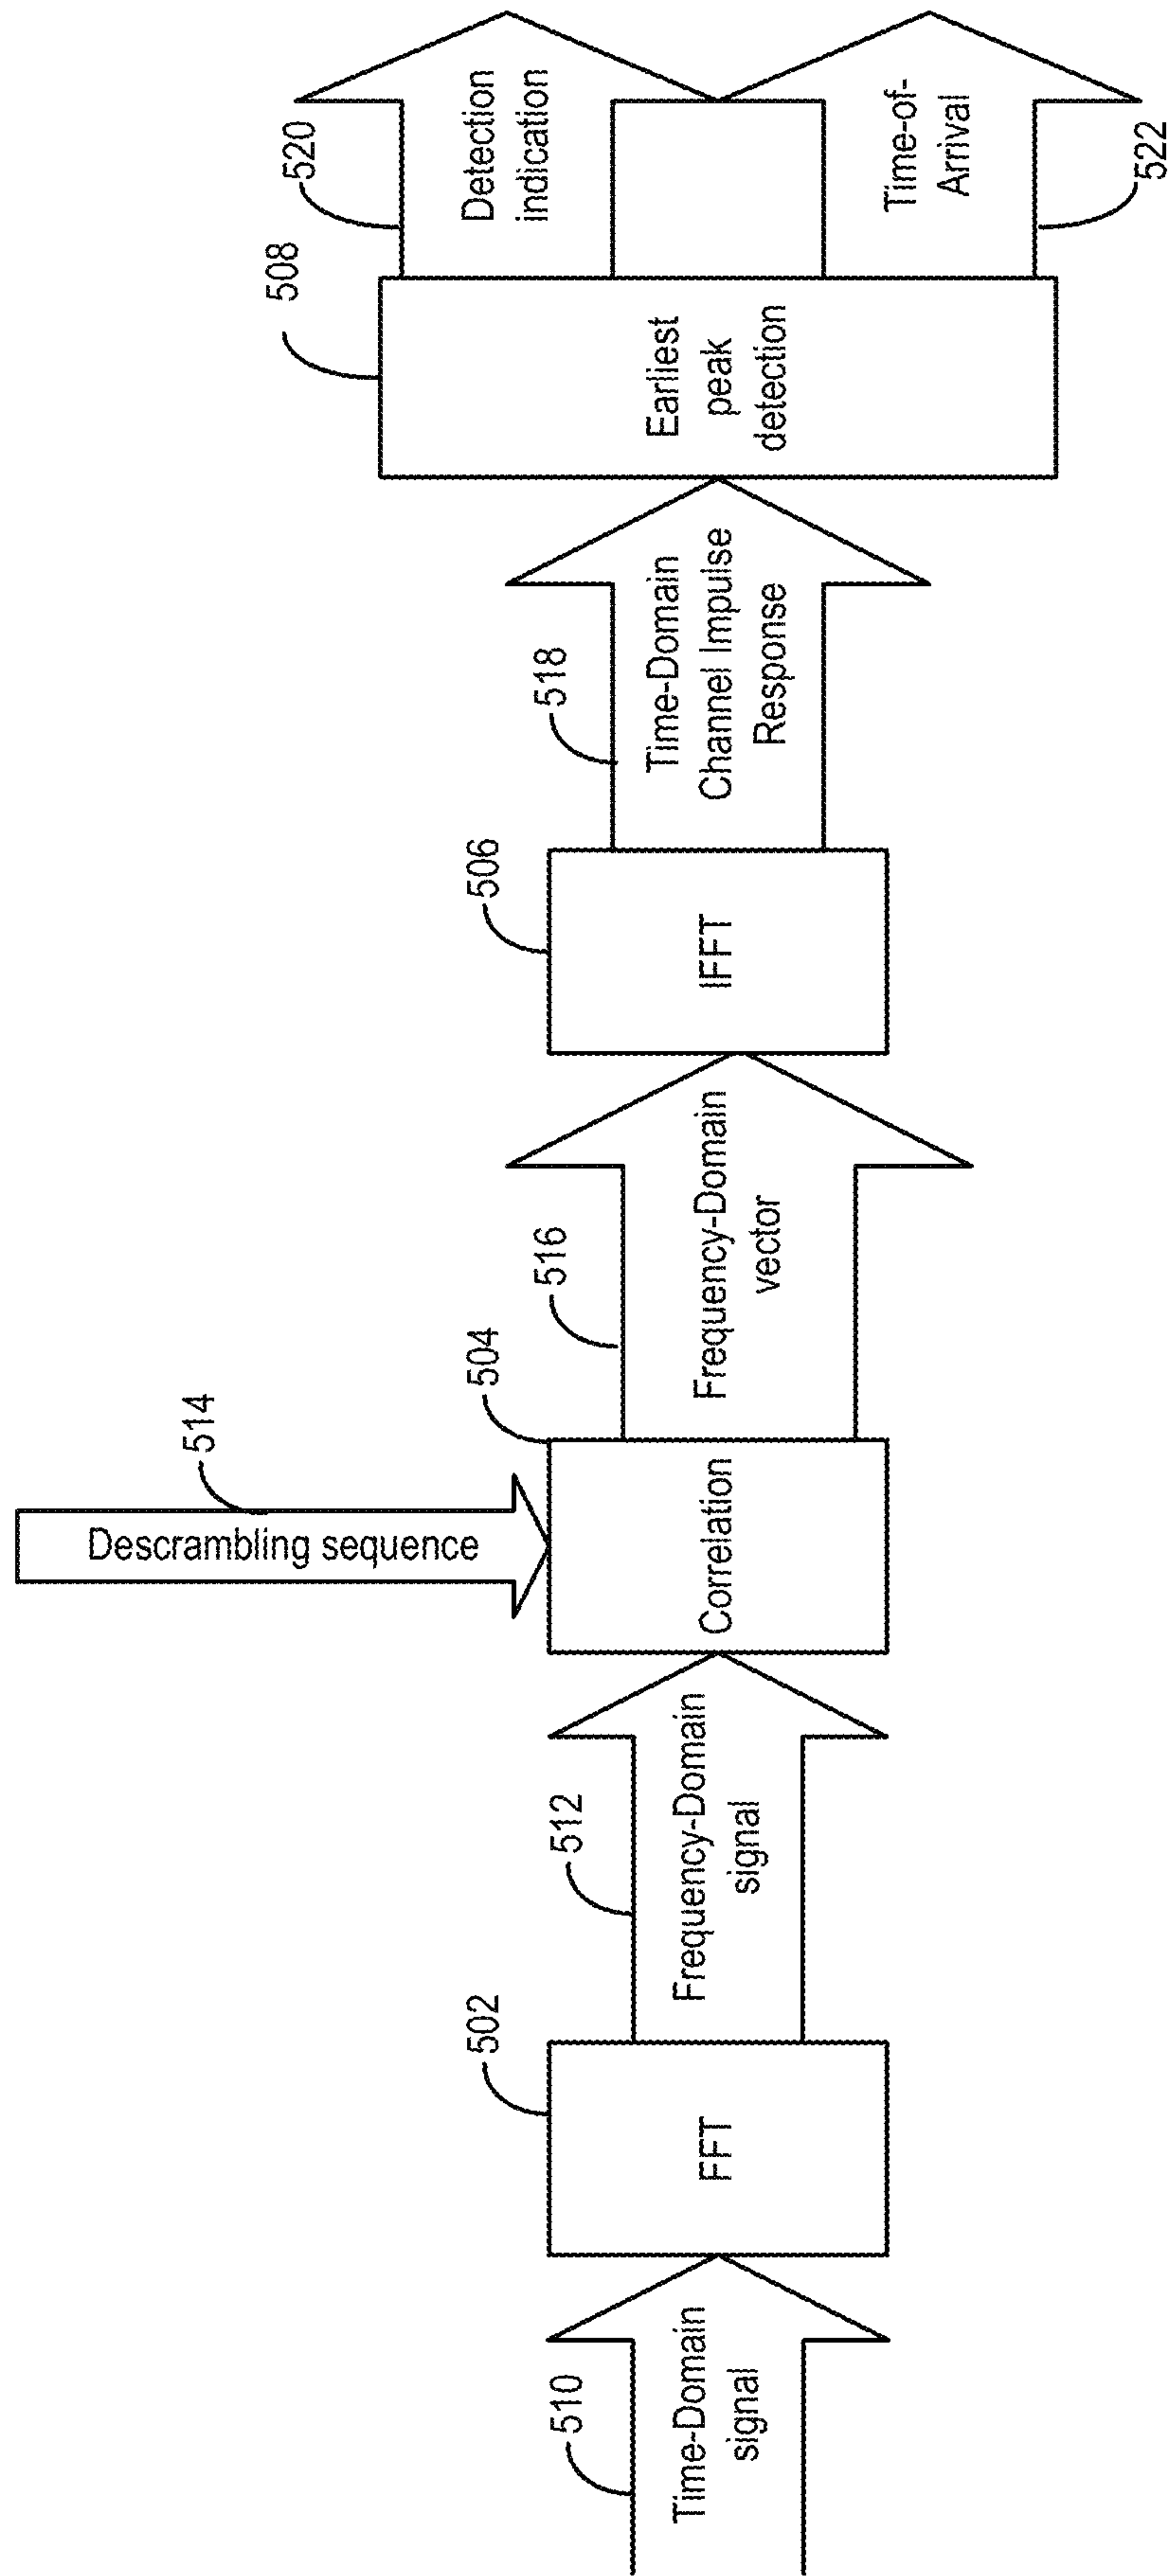 510
Time-Domain
signal
502
FFT
512
Frequency-Domain
signal
514
Descrambling sequence
504
Correlation
516
Frequency-Domain
vector
506
IFFT
518
Time-Domain
Channel Impulse
Response
508
Earliest
peak
detection
520
Detection
indication
Time-of-
Arrival
522